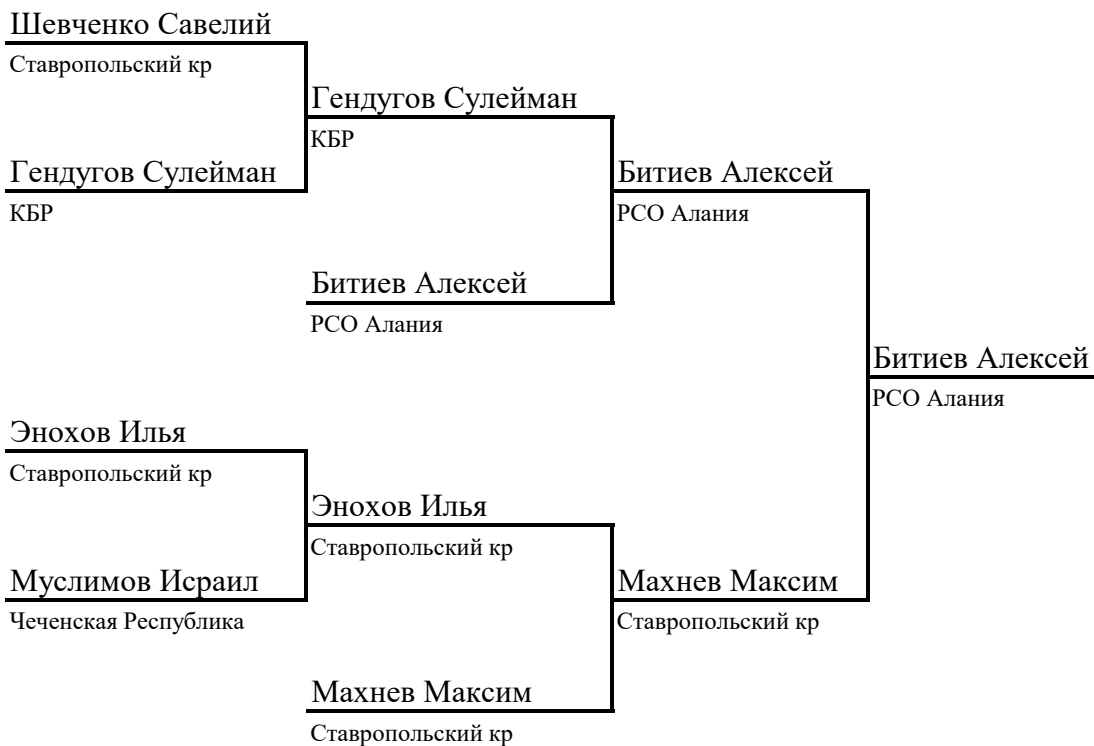 Шевченко Савелий
Ставропольский кр
Гендугов Сулейман
КБР
Гендугов Сулейман
КБР
Битиев Алексей
РСО Алания
Битиев Алексей
РСО Алания
Битиев Алексей
РСО Алания
Энохов Илья
Ставропольский кр
Энохов Илья
Ставропольский кр
Муслимов Исраил
Чеченская Республика
Махнев Максим
Ставропольский кр
Махнев Максим
Ставропольский кр